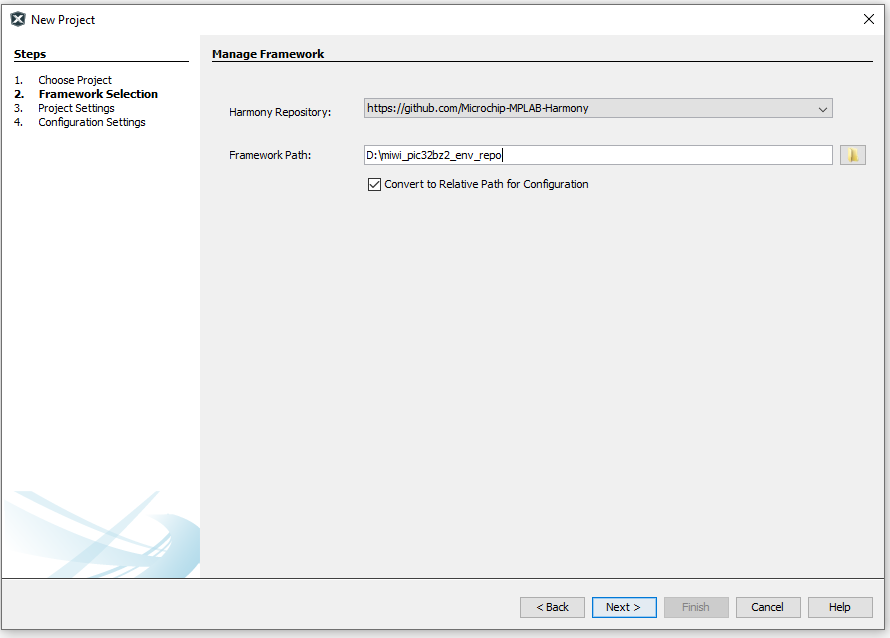 New Project
Steps
1. Choose Project
2. Framework Selection
3. Project Settings
4. Configuration Settings
Manage Framework
Harmony Repository: https://github.com/Microchip-MPLAB-Harmony
Framework Path: D:\miwi_pic32bz2_env_repo
Convert to Relative Path for Configuration
< Back Next > Finish Cancel Help